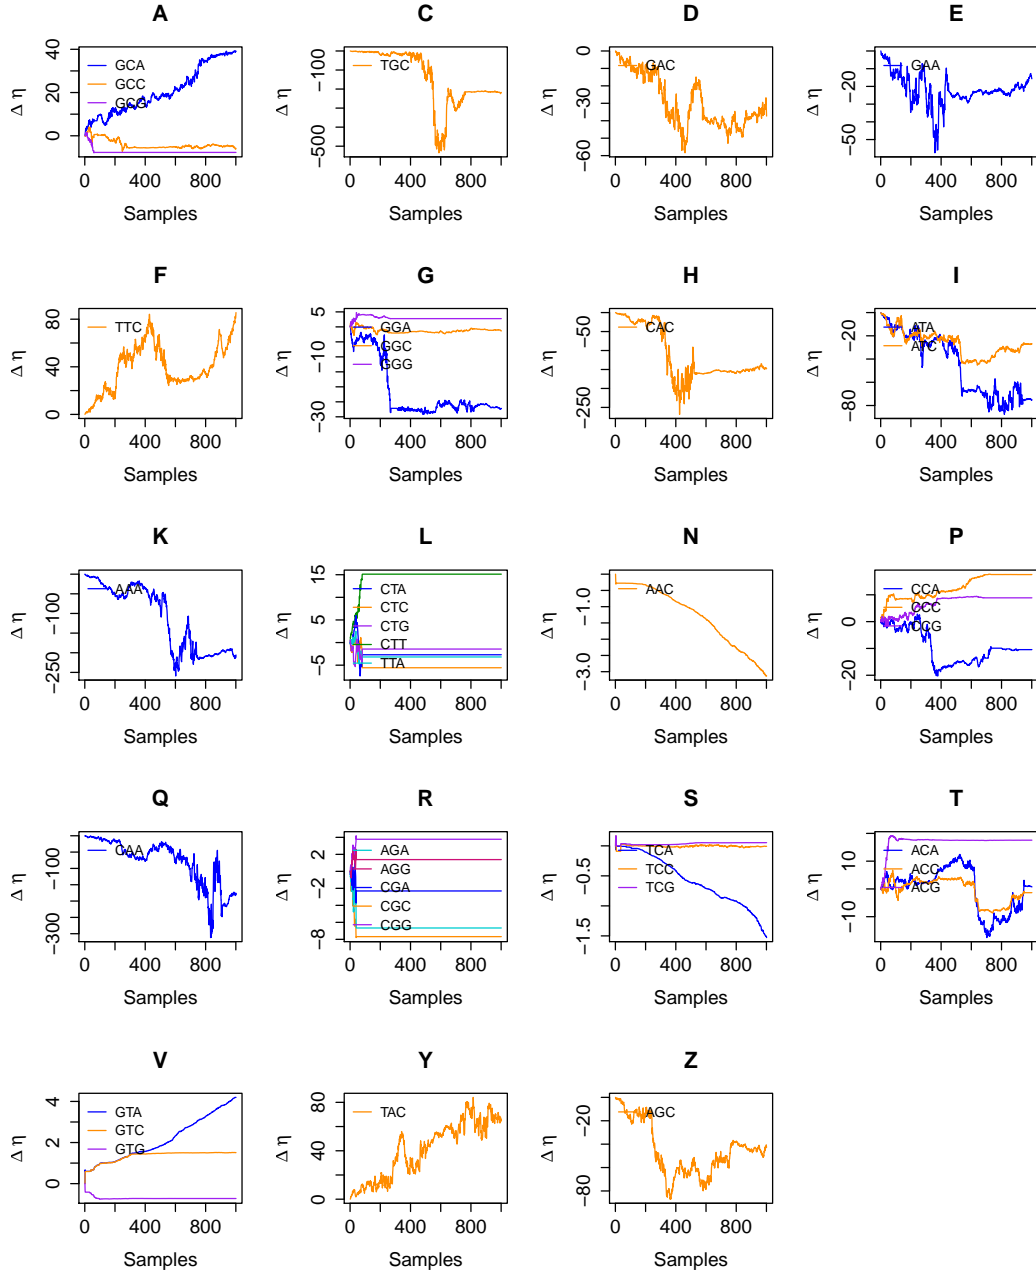 A
Δ η
40
20
0
GCA
GCC
GCG
0 400 800
Samples
C
Δ η
−100
−500
TGC
0 400 800
Samples
D
Δ η
0
−30
−60
GAC
0 400 800
Samples
E
Δ η
−20
−50
GAA
0 400 800
Samples
F
Δ η
80
40
0
TTC
0 400 800
Samples
G
Δ η
5
−10
−30
GGA
GGC
GGG
0 400 800
Samples
H
Δ η
−50
−250
CAC
0 400 800
Samples
I
Δ η
−20
−80
ATA
ATC
0 400 800
Samples
K
Δ η
−100
−250
AAA
0 400 800
Samples
L
Δ η
15
5
−5
CTA
CTC
CTG
CTT
TTA
0 400 800
Samples
N
Δ η
−1.0
−3.0
AAC
0 400 800
Samples
P
Δ η
0
−20
CCA
CCC
CCG
0 400 800
Samples
Q
Δ η
−100
−300
CAA
0 400 800
Samples
R
Δ η
2
−2
−8
AGA
AGG
CGA
CGC
CGG
0 400 800
Samples
S
Δ η
−0.5
−1.5
TCA
TCC
TCG
0 400 800
Samples
T
Δ η
10
−10
ACA
ACC
ACG
0 400 800
Samples
V
Δ η
4
2
0
GTA
GTC
GTG
0 400 800
Samples
Y
Δ η
80
40
0
TAC
0 400 800
Samples
Z
Δ η
−20
−80
AGC
0 400 800
Samples